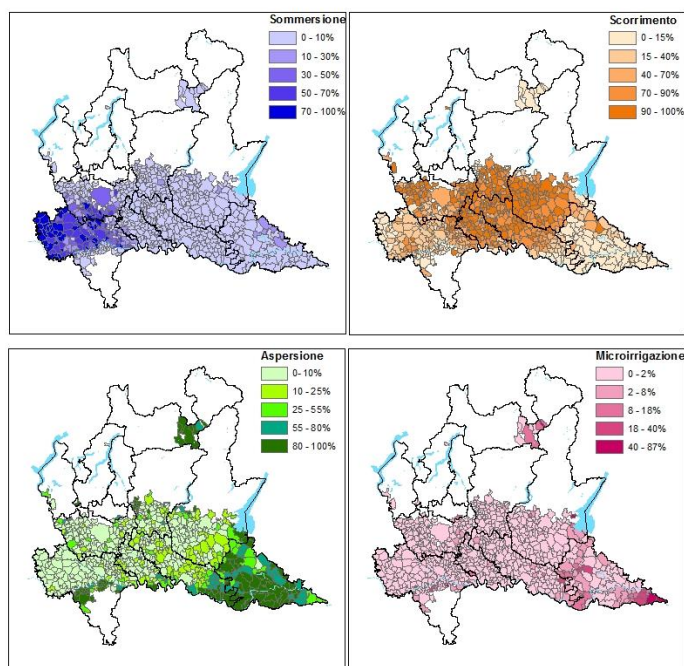 Sommersione
0 - 10%
10 - 30%
30 - 50%
50 - 70%
70 - 100%
Scorrimento
0 - 15%
15 - 40%
40 - 70%
70 - 90%
90 - 100%
Aspersione
0- 10%
10 - 25%
25 - 55%
55 - 80%
80 - 100%
Microirrigazione
0 - 2%
2 - 8%
8 - 18%
18 - 40%
40 - 87%